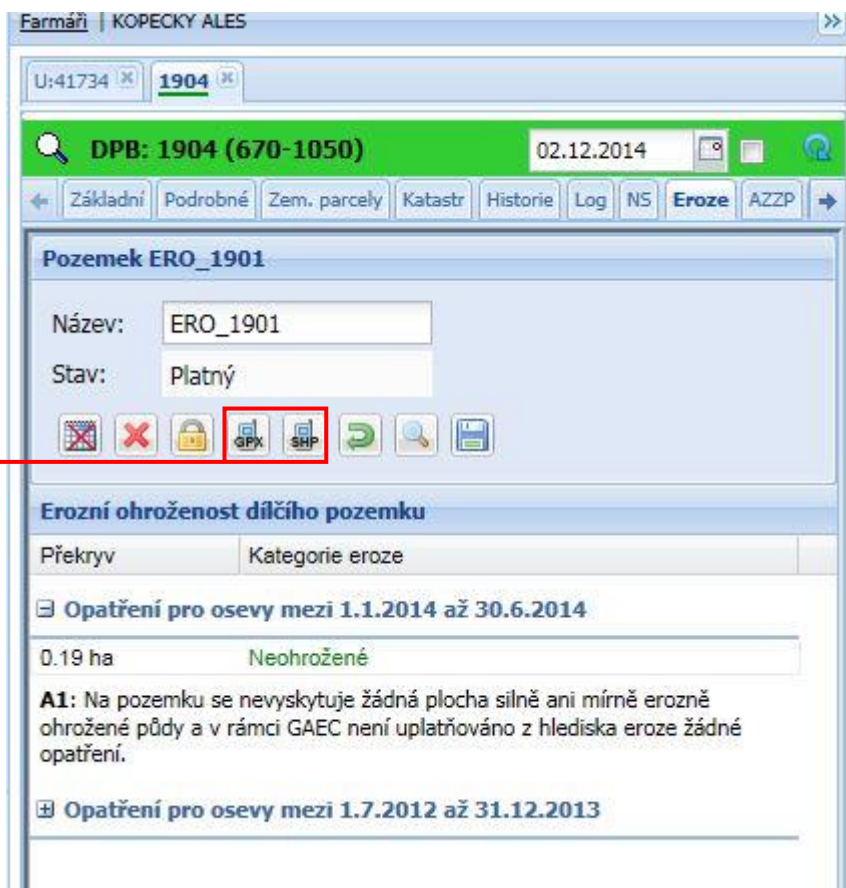 Farmáři | KOPECKÝ ALEŠ
U:41734 1904
DPB: 1904 (670-1050) 02.12.2014
Základní Podrobné Zem. parcely Katastr Historie Log NS Eroze AZZP
Pozemek ERO_1901
Název: ERO_1901
Stav: Platný
GPX SHP
Erozní ohroženost dílčího pozemku
Překryv Kategorie eroze
Opatření pro osevy mezi 1.1.2014 až 30.6.2014
0.19 ha Neohrožené
A1: Na pozemku se nevyskytuje žádná plocha silně ani mírně erozně
ohrožené půdy a v rámci GAEC není uplatňováno z hlediska eroze žádné
opatření.
Opatření pro osevy mezi 1.7.2012 až 31.12.2013